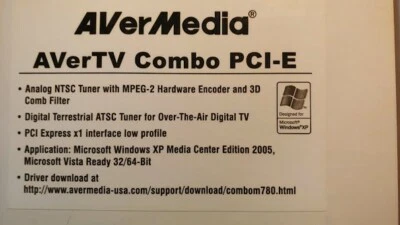 AVerMedia®
AVerTV Combo PCI-E
• Analog NTSC Tuner with MPEG-2 Hardware Encoder and 3D
Comb Filter
• Digital Terrestrial ATSC Tuner for Over-The-Air Digital TV
• PCI Express x1 interface low profile
• Application: Microsoft Windows XP Media Center Edition 2005,
Microsoft Vista Ready 32/64-Bit
• Driver download at
http://www.avermedia-usa.com/support/download/combom780.html
Designed for
Microsoft®
Windows®XP